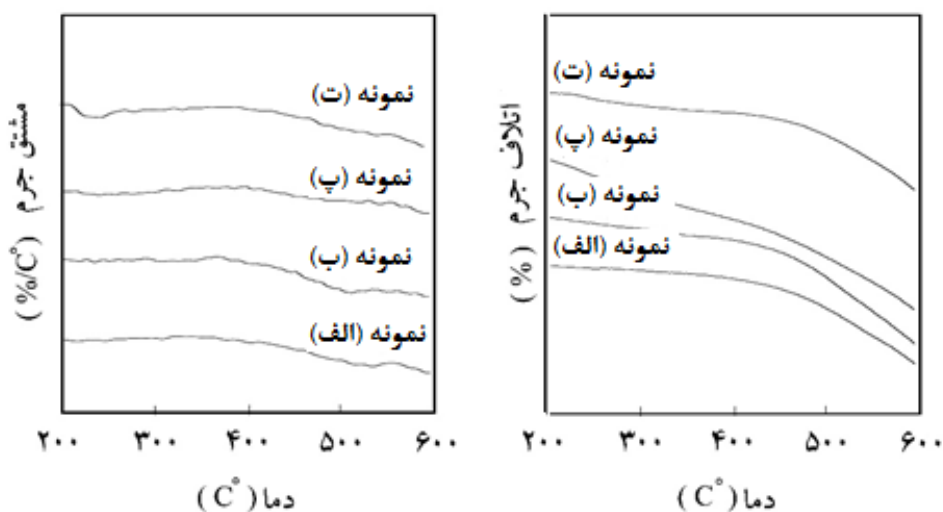 نمونه (ت)
نمونه (پ)
نمونه (ب)
نمونه (الف)
مشتق جرم (%/C°)
۲۰۰ ۳۰۰ ۴۰۰ ۵۰۰ ۶۰۰
دما (C°)
نمونه (ت)
نمونه (پ)
نمونه (ب)
نمونه (الف)
اتلاف جرم (%)
۲۰۰ ۳۰۰ ۴۰۰ ۵۰۰ ۶۰۰
دما (C°)